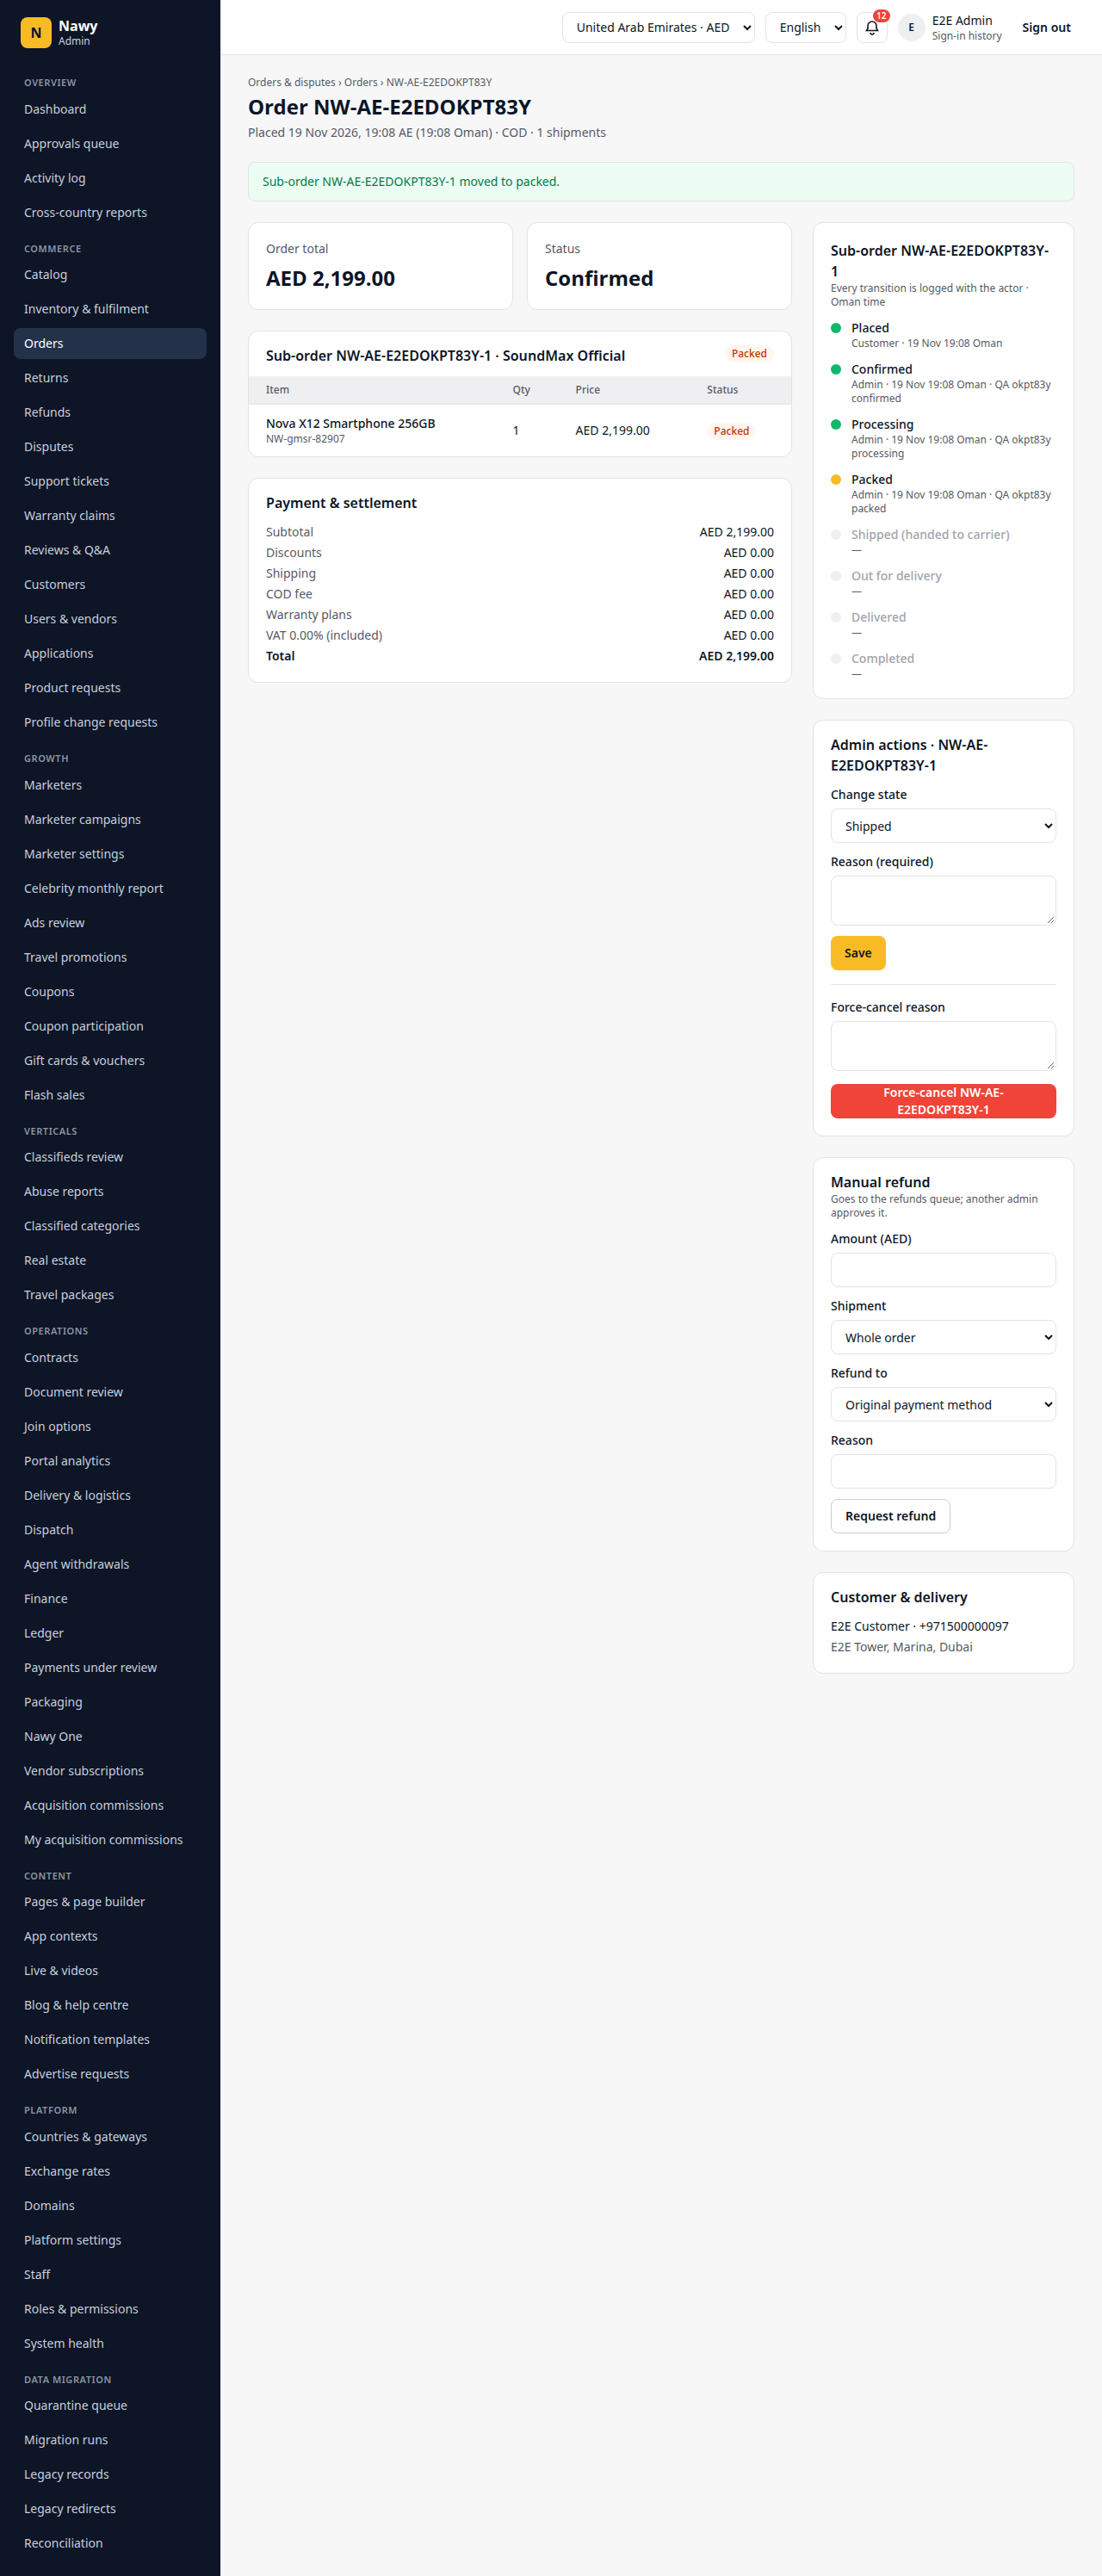 N
Nawy
Admin
OVERVIEW
Dashboard
Approvals queue
Activity log
Cross-country reports
COMMERCE
Catalog
Inventory & fulfilment
Orders
Returns
Refunds
Disputes
Support tickets
Warranty claims
Reviews & Q&A
Customers
Users & vendors
Applications
Product requests
Profile change requests
GROWTH
Marketers
Marketer campaigns
Marketer settings
Celebrity monthly report
Ads review
Travel promotions
Coupons
Coupon participation
Gift cards & vouchers
Flash sales
VERTICALS
Classifieds review
Abuse reports
Classified categories
Real estate
Travel packages
OPERATIONS
Contracts
Document review
Join options
Portal analytics
Delivery & logistics
Dispatch
Agent withdrawals
Finance
Ledger
Payments under review
Packaging
Nawy One
Vendor subscriptions
Acquisition commissions
My acquisition commissions
CONTENT
Pages & page builder
App contexts
Live & videos
Blog & help centre
Notification templates
Advertise requests
PLATFORM
Countries & gateways
Exchange rates
Domains
Platform settings
Staff
Roles & permissions
System health
DATA MIGRATION
Quarantine queue
Migration runs
Legacy records
Legacy redirects
Reconciliation
United Arab Emirates · AED
English
12
E
E2E Admin
Sign-in history
Sign out
Orders & disputes › Orders › NW-AE-E2EDOKPT83Y
Order NW-AE-E2EDOKPT83Y
Placed 19 Nov 2026, 19:08 AE (19:08 Oman) · COD · 1 shipments
Sub-order NW-AE-E2EDOKPT83Y-1 moved to packed.
Order total
AED 2,199.00
Status
Confirmed
Sub-order NW-AE-E2EDOKPT83Y-1 · SoundMax Official
Packed
Item Qty Price Status
Nova X12 Smartphone 256GB
NW-gmsr-82907
1 AED 2,199.00 Packed
Payment & settlement
Subtotal AED 2,199.00
Discounts AED 0.00
Shipping AED 0.00
COD fee AED 0.00
Warranty plans AED 0.00
VAT 0.00% (included) AED 0.00
Total AED 2,199.00
Sub-order NW-AE-E2EDOKPT83Y-
1
Every transition is logged with the actor ·
Oman time
Placed
Customer · 19 Nov 19:08 Oman
Confirmed
Admin · 19 Nov 19:08 Oman · QA okpt83y
confirmed
Processing
Admin · 19 Nov 19:08 Oman · QA okpt83y
processing
Packed
Admin · 19 Nov 19:08 Oman · QA okpt83y
packed
Shipped (handed to carrier)
—
Out for delivery
—
Delivered
—
Completed
—
Admin actions · NW-AE-
E2EDOKPT83Y-1
Change state
Shipped
Reason (required)
Save
Force-cancel reason
Force-cancel NW-AE-
E2EDOKPT83Y-1
Manual refund
Goes to the refunds queue; another admin
approves it.
Amount (AED)
Shipment
Whole order
Refund to
Original payment method
Reason
Request refund
Customer & delivery
E2E Customer · +971500000097
E2E Tower, Marina, Dubai